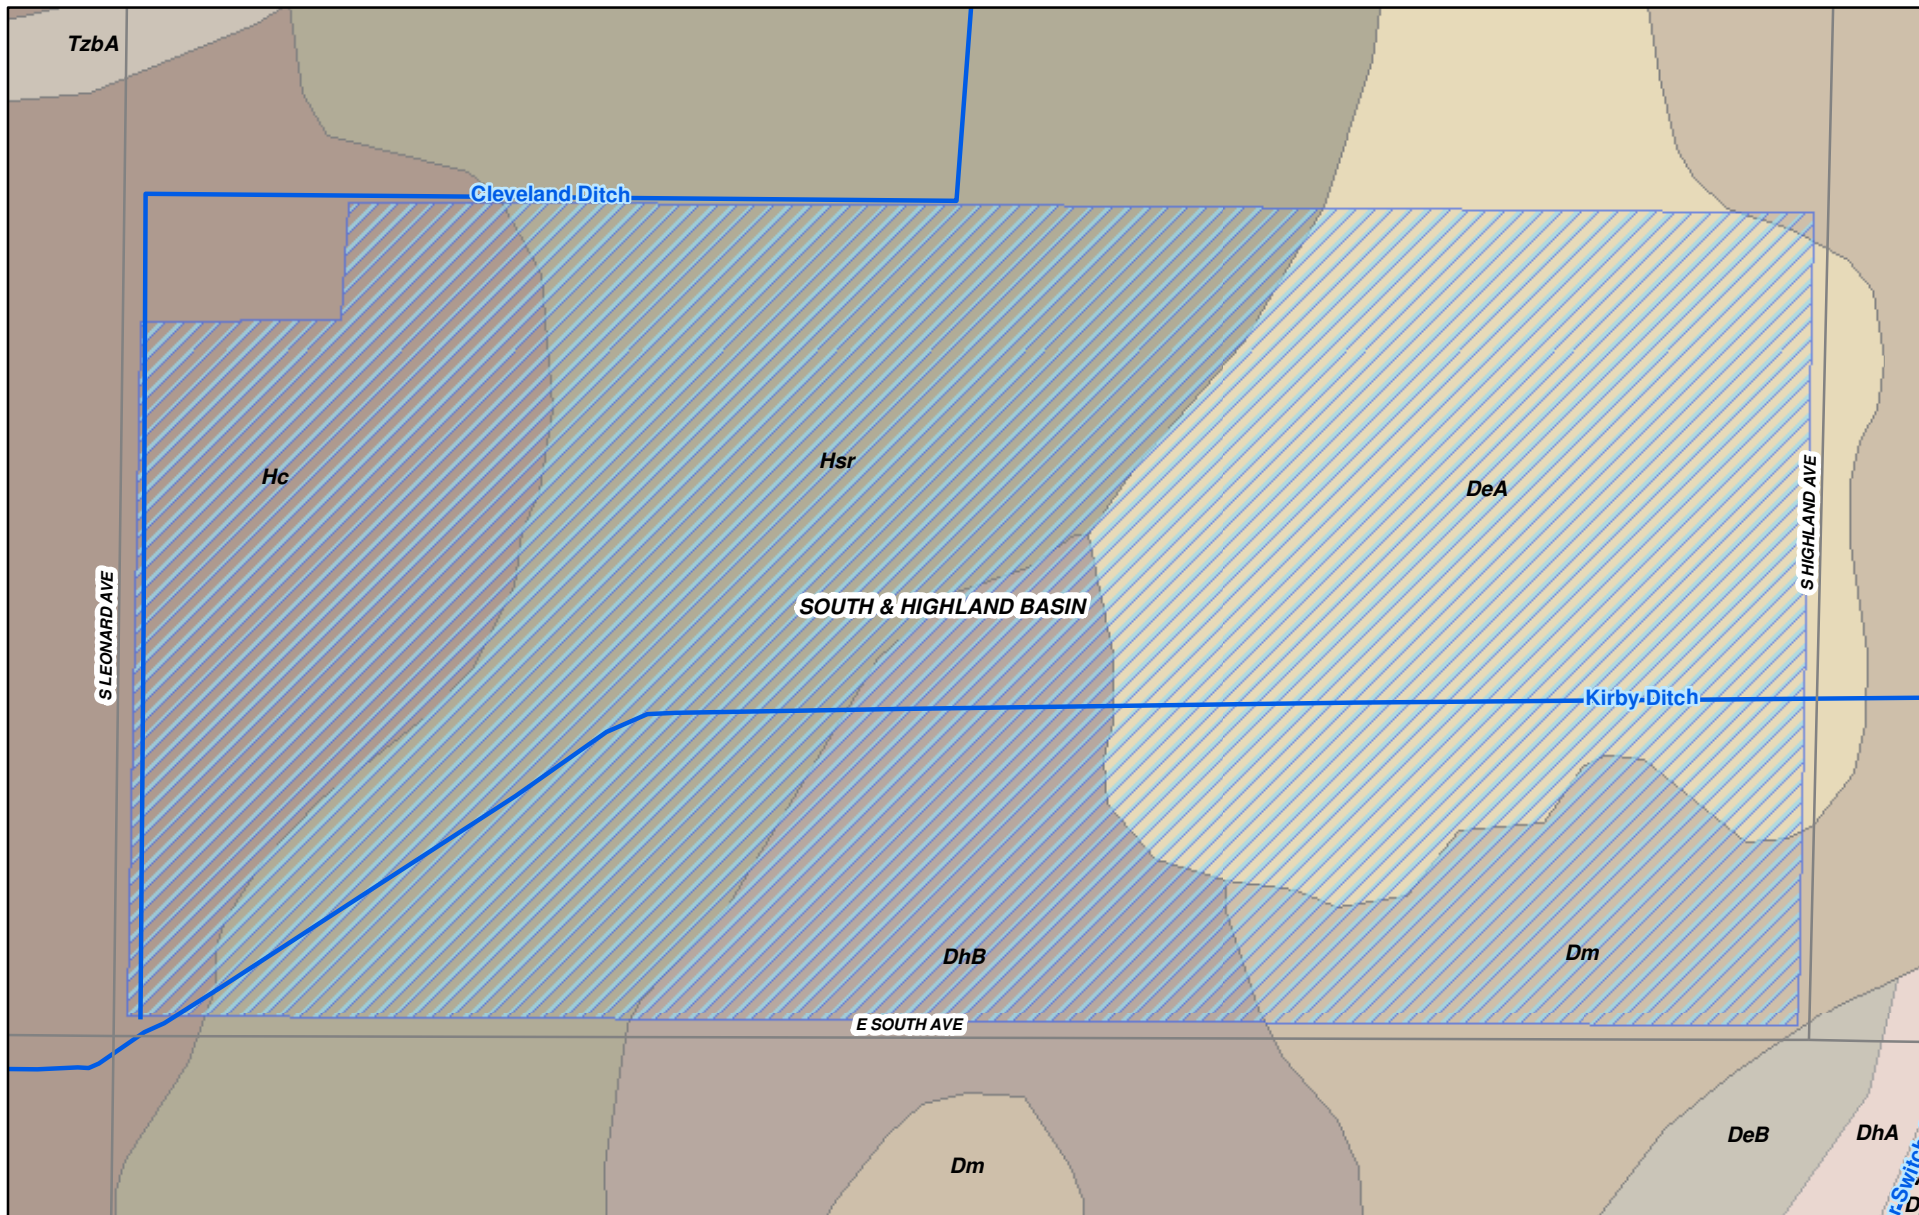 TzbA
Cleveland Ditch
Hc
Hsr
DeA
S HIGHLAND AVE
S LEONARD AVE
SOUTH & HIGHLAND BASIN
Kirby Ditch
DhB
Dm
E SOUTH AVE
Dm
DeB
DhA